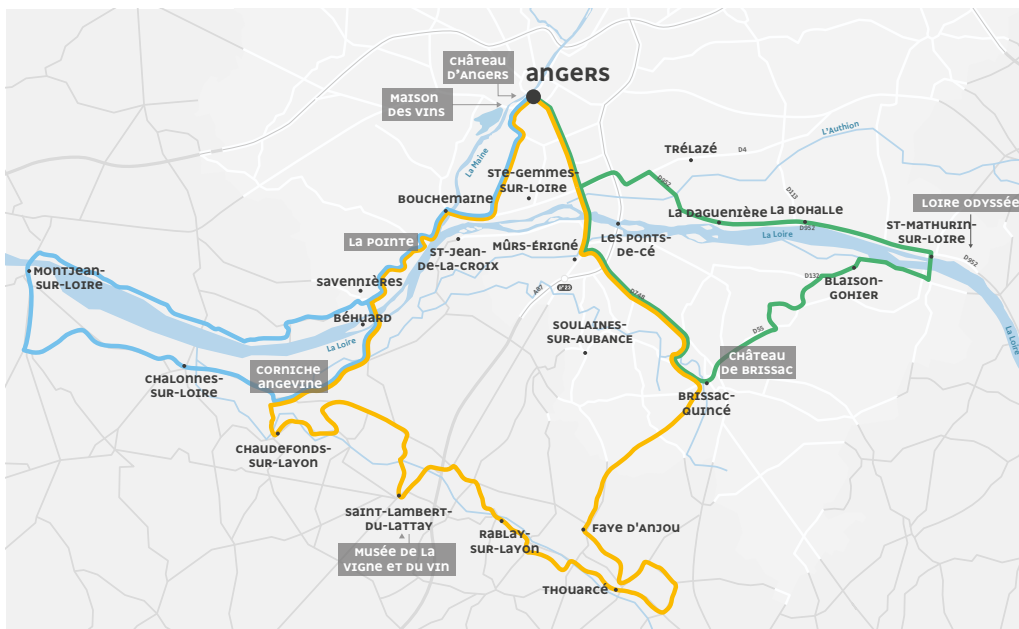 CHÂTEAU
D'ANGERS
ANGERS
MAISON
DES VINS
L'Authion
La Maine
TRÉLAZÉ
D4
STE-GEMMES-
SUR-LOIRE
D952
D113
BOUCHEMAINE
LOIRE ODYSSÉE
LA DAGUENIÈRE
LA BOHALLE
D952
La Loire
ST-MATHURIN-
SUR-LOIRE
LA POINTE
ST-JEAN-
DE-LA-CROIX
MÛRS-ÉRIGNÉ
LES PONTS-
DE-CÉ
D952
MONTJEAN-
SUR-LOIRE
SAVENNIÈRES
A87
n°23
D748
D132
BLAISON-
GOHIER
BÉHUARD
La Loire
SOULAINES-
SUR-AUBANCE
D55
La Loire
CHÂTEAU
DE BRISSAC
CHALONNES-
SUR-LOIRE
CORNICHE
ANGEVINE
BRISSAC-
QUINCÉ
CHAUDEFONDS-
SUR-LAYON
SAINT-LAMBERT-
DU-LATTAY
MUSÉE DE LA
VIGNE ET DU VIN
RABLAY-
SUR-LAYON
FAYE D'ANJOU
THOUARCÉ